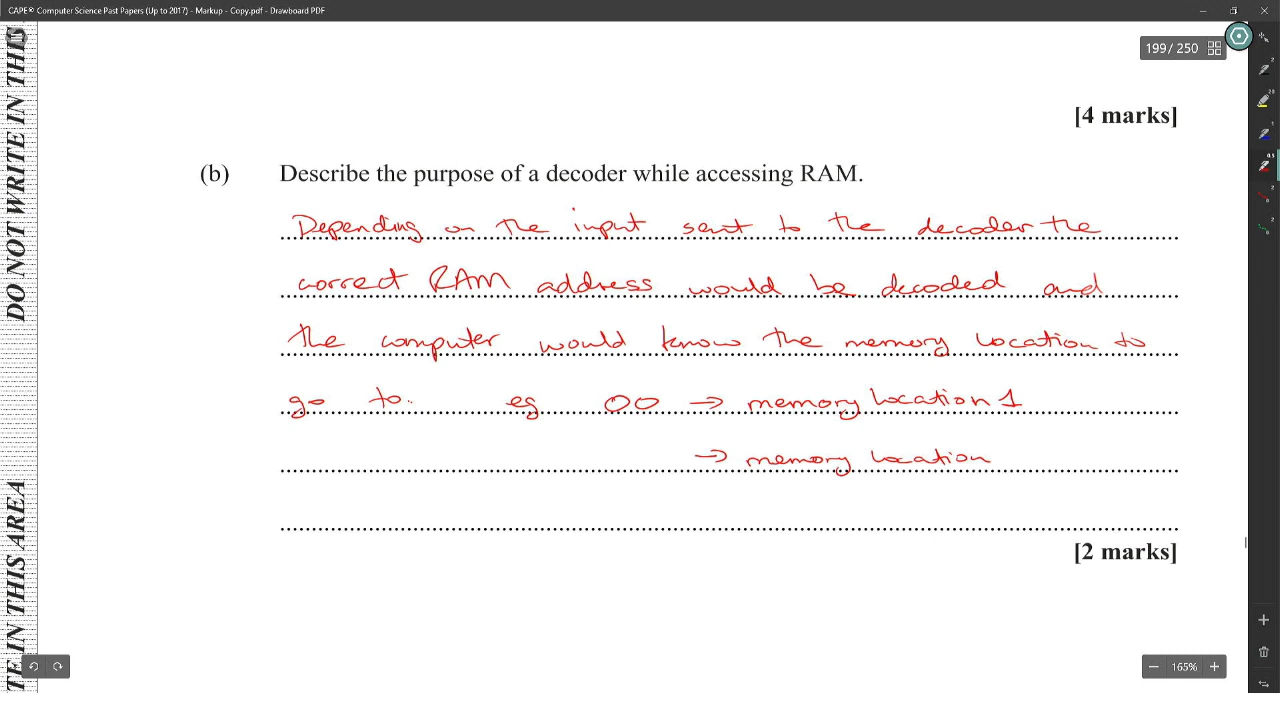 CAPE® Computer Science Past Papers (Up to 2017) - Markup - Copy.pdf - Drawboard PDF
199 / 250
DO NOT WRITE IN THIS
[4 marks]
(b) Describe the purpose of a decoder while accessing RAM.
Depending on the input sent to the decoder the
correct RAM address would be decoded and
the computer would know the memory location to
go to. eg 00 → memory location 1
→ memory location
[2 marks]
TE IN THIS AREA
165%